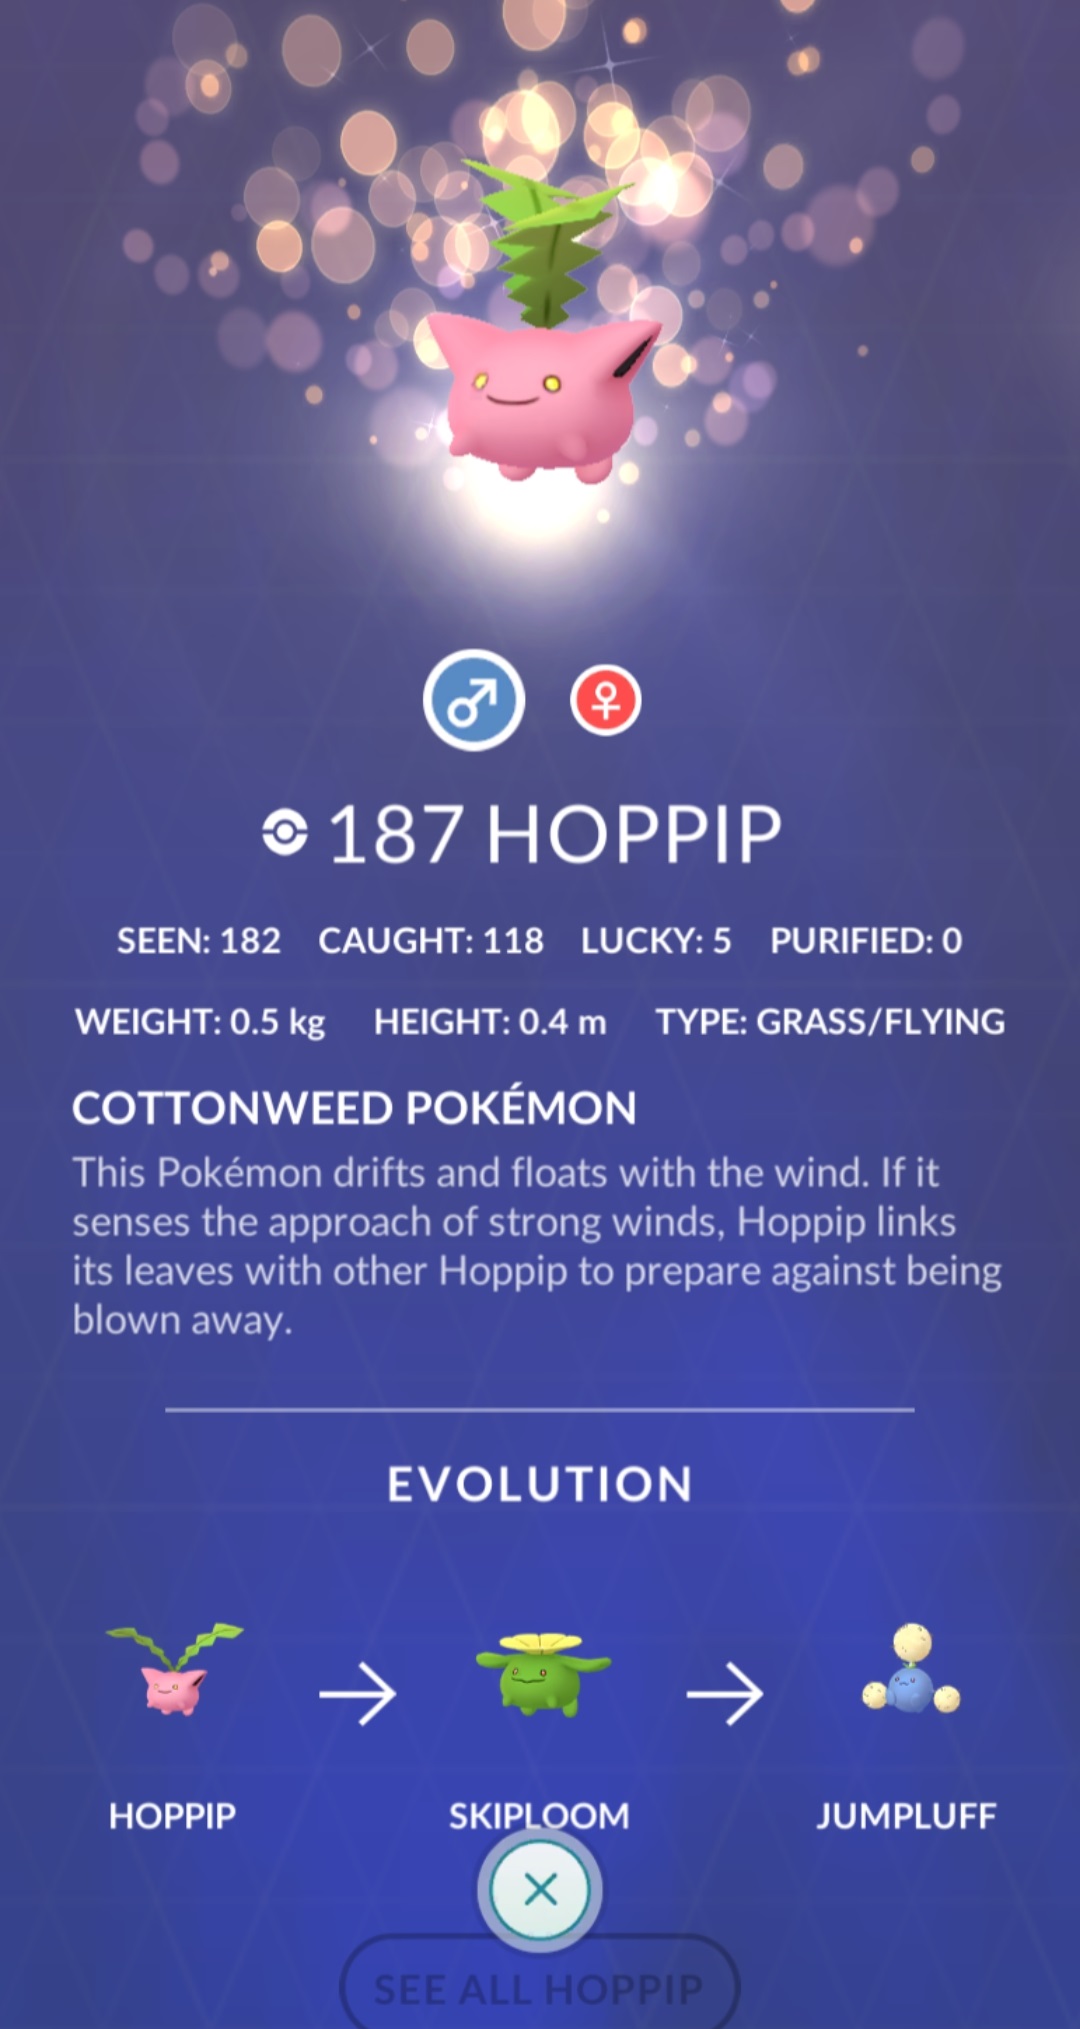 187 HOPPIP
SEEN: 182 CAUGHT: 118 LUCKY: 5 PURIFIED: 0
WEIGHT: 0.5 kg HEIGHT: 0.4 m TYPE: GRASS/FLYING
COTTONWEED POKÉMON
This Pokémon drifts and floats with the wind. If it
senses the approach of strong winds, Hoppip links
its leaves with other Hoppip to prepare against being
blown away.
EVOLUTION
HOPPIP SKIPLOOM JUMPLUFF
SEE ALL HOPPIP